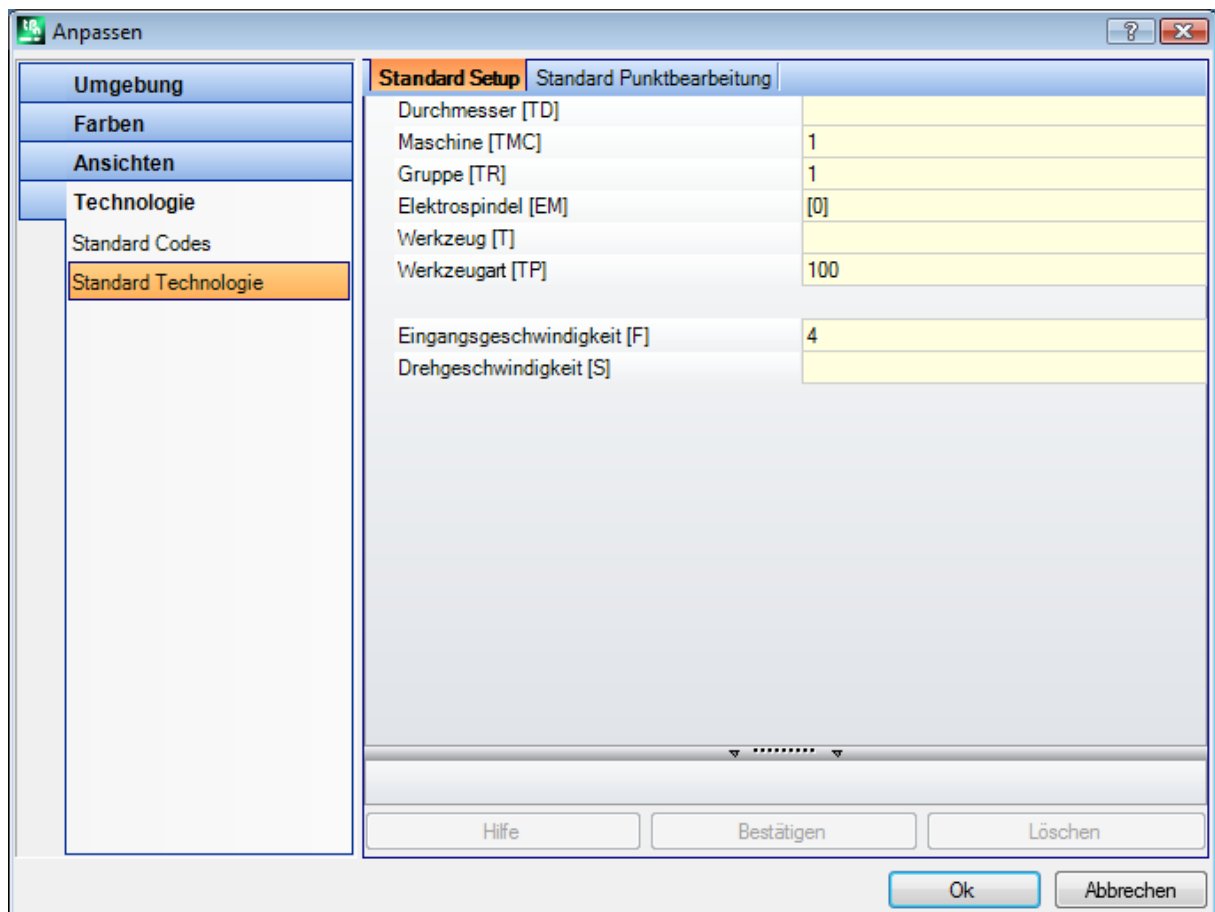 Anpassen
Umgebung
Farben
Ansichten
Technologie
Standard Codes
Standard Technologie
Standard Setup Standard Punktbearbeitung
Durchmesser [TD]
Maschine [TMC] 1
Gruppe [TR] 1
Elektrospindel [EM] [0]
Werkzeug [T]
Werkzeugart [TP] 100
Eingangsgeschwindigkeit [F] 4
Drehgeschwindigkeit [S]
Hilfe Bestätigen Löschen
Ok Abbrechen